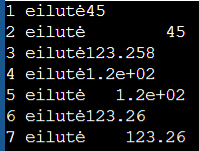 1 eilutė45
2 eilutė        45
3 eilutė123.258
4 eilutė1.2e+02
5 eilutė   1.2e+02
6 eilutė123.26
7 eilutė    123.26